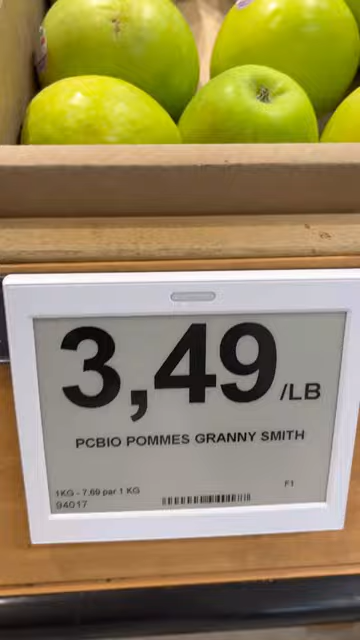 3,49 /LB
PCBIO POMMES GRANNY SMITH
1KG - 7,69 par 1 KG
F1
94017